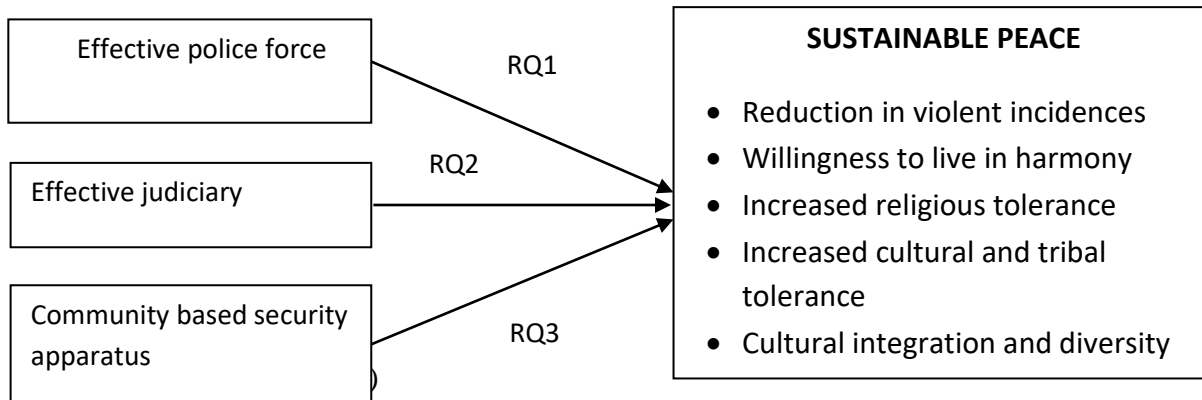 Effective police force
RQ1
Effective judiciary
RQ2
Community based security
apparatus
RQ3
)
SUSTAINABLE PEACE
• Reduction in violent incidences
• Willingness to live in harmony
• Increased religious tolerance
• Increased cultural and tribal
tolerance
• Cultural integration and diversity